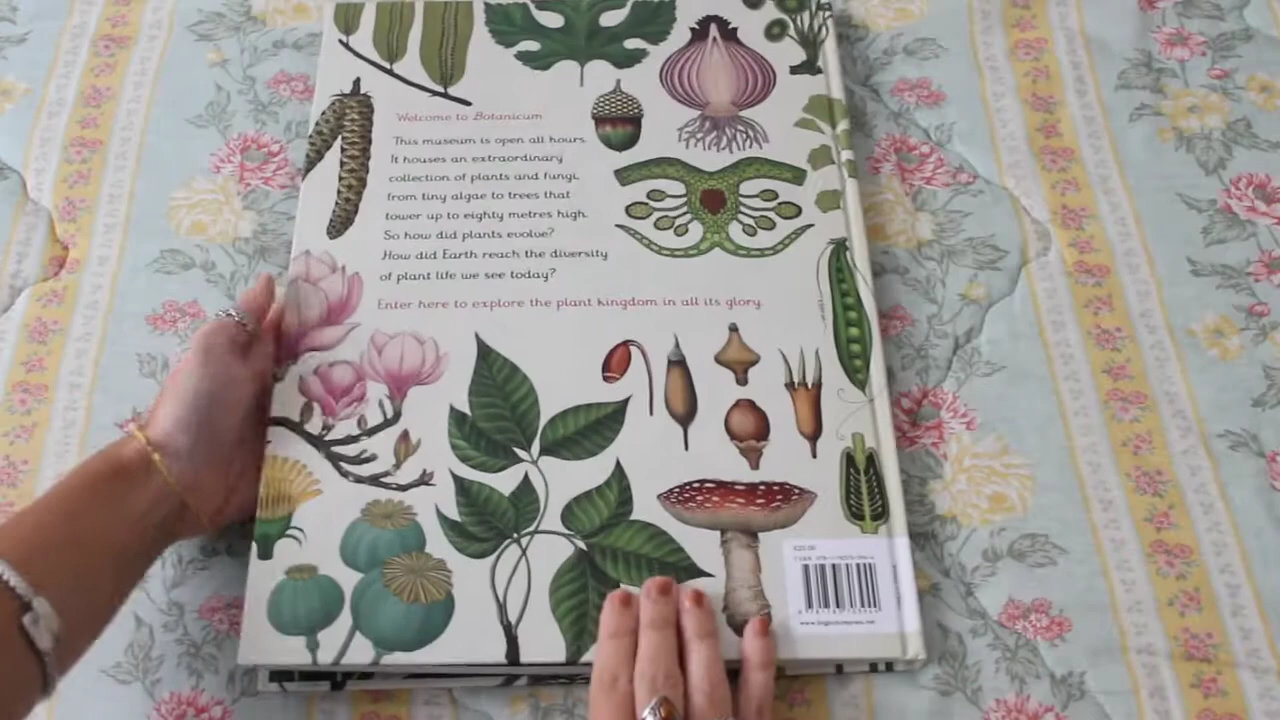 Welcome to Botanicum
This museum is open all hours.
It houses an extraordinary
collection of plants and fungi,
from tiny algae to trees that
tower up to eighty metres high.
So how did plants evolve?
How did Earth reach the diversity
of plant life we see today?
Enter here to explore the plant kingdom in all its glory.